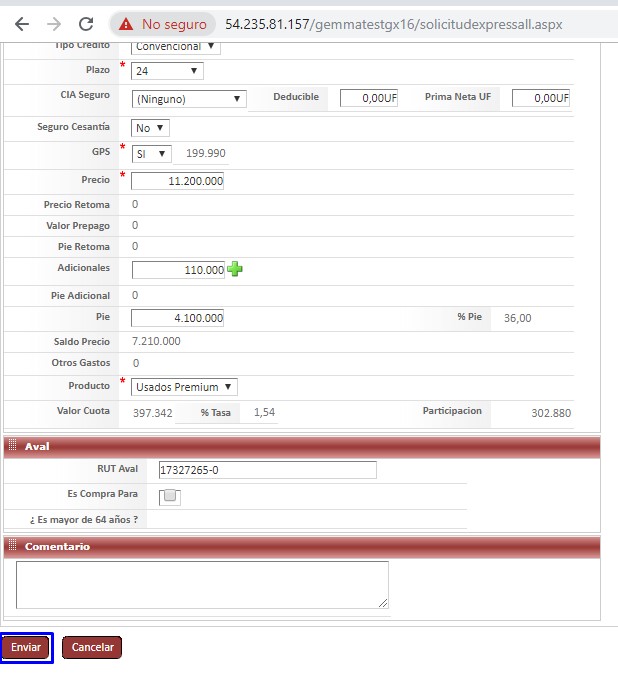 No seguro 54.235.81.157/gemmatestgx16/solicitudexpressall.aspx
Tipo Credito Convencional
Plazo * 24
CIA Seguro (Ninguno) Deducible 0,00UF Prima Neta UF 0,00UF
Seguro Cesantía No
GPS * SI 199.990
Precio * 11.200.000
Precio Retoma 0
Valor Prepago 0
Pie Retoma 0
Adicionales 110.000
Pie Adicional 0
Pie 4.100.000 % Pie 36,00
Saldo Precio 7.210.000
Otros Gastos 0
Producto * Usados Premium
Valor Cuota 397.342 % Tasa 1,54 Participacion 302.880
Aval
RUT Aval 17327265-0
Es Compra Para
¿ Es mayor de 64 años ?
Comentario
Enviar Cancelar